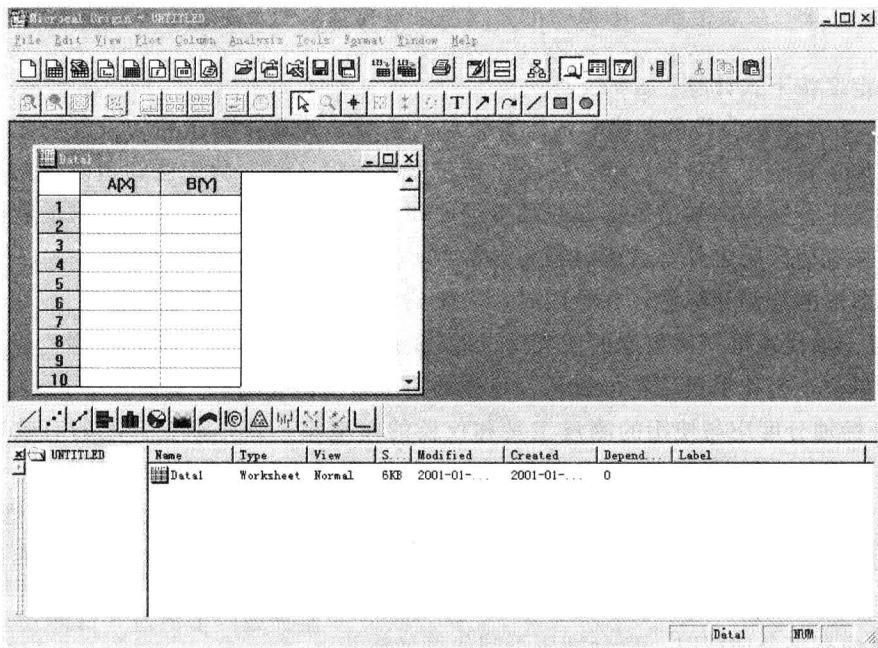 Microcal Origin - UNTITLED
File Edit View Plot Column Analysis Tools Format Window Help
T
Data1
A[X] B[Y]
1
2
3
4
5
6
7
8
9
10
UNTITLED
Name Type View S... Modified Created Depend... Label
Data1 Worksheet Normal 6KB 2001-01-... 2001-01-... 0
Data1 NUM